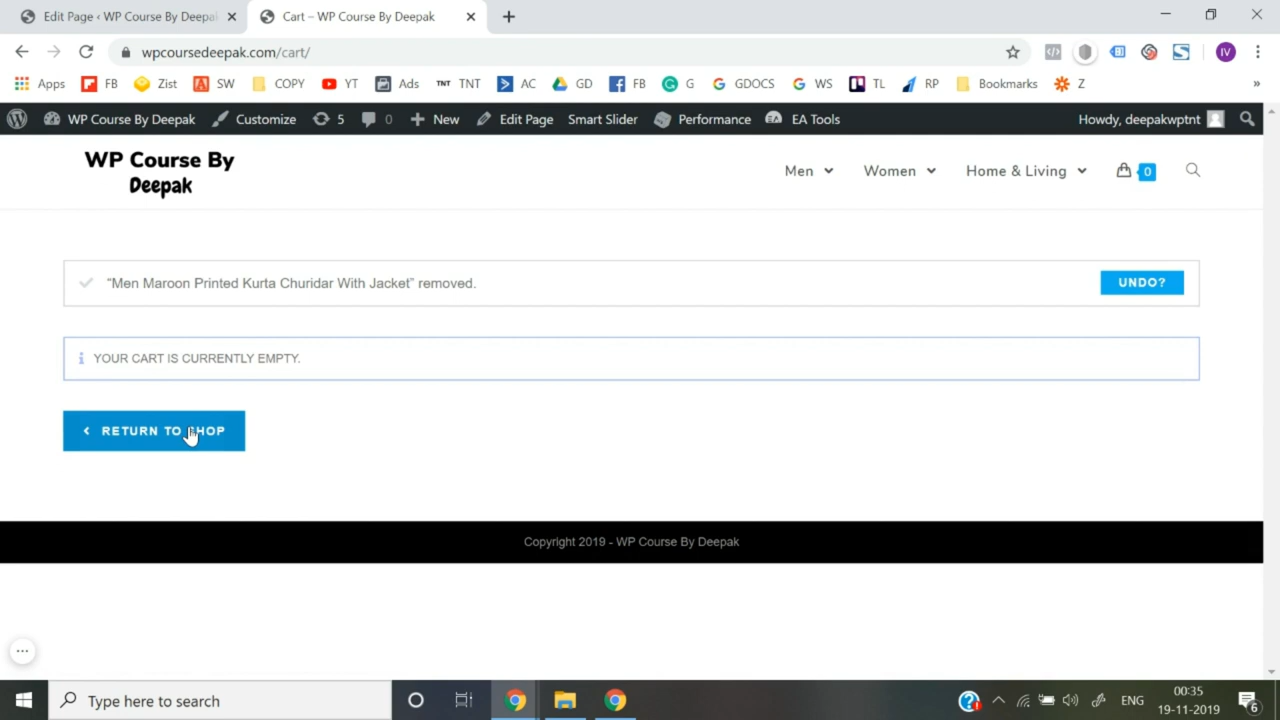 Edit Page ‹ WP Course By Deepa
Cart – WP Course By Deepak
wpcoursedeepak.com/cart/
IV
Apps FB Zist SW COPY YT Ads TNT TNT AC GD FB G GDOCS WS TL RP Bookmarks Z »
WP Course By Deepak Customize 5 0 New Edit Page Smart Slider Performance EA Tools Howdy, deepakwptnt
WP Course By
Deepak
Men Women Home & Living 0
“Men Maroon Printed Kurta Churidar With Jacket” removed. UNDO?
YOUR CART IS CURRENTLY EMPTY.
RETURN TO SHOP
Copyright 2019 - WP Course By Deepak
Type here to search
ENG
00:35
19-11-2019
6